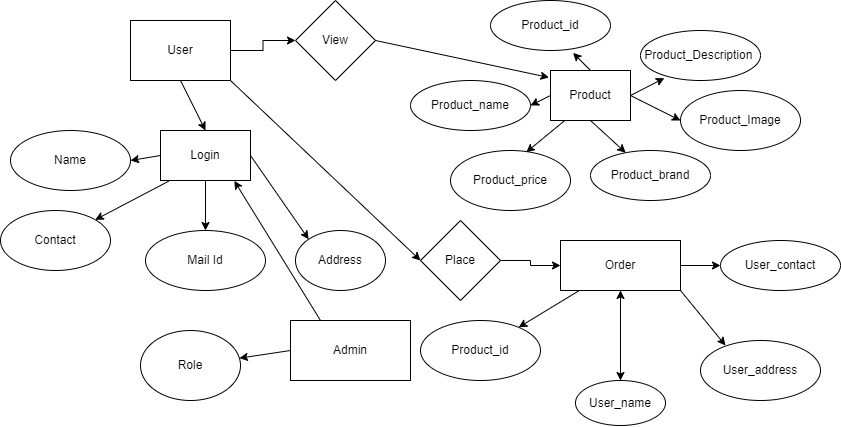 Product_id
User
View
Product_Description
Product
Product_name
Product_Image
Login
Name
Product_price
Product_brand
Contact
Mail Id
Address
Place
Order
User_contact
Admin
Product_id
Role
User_address
User_name